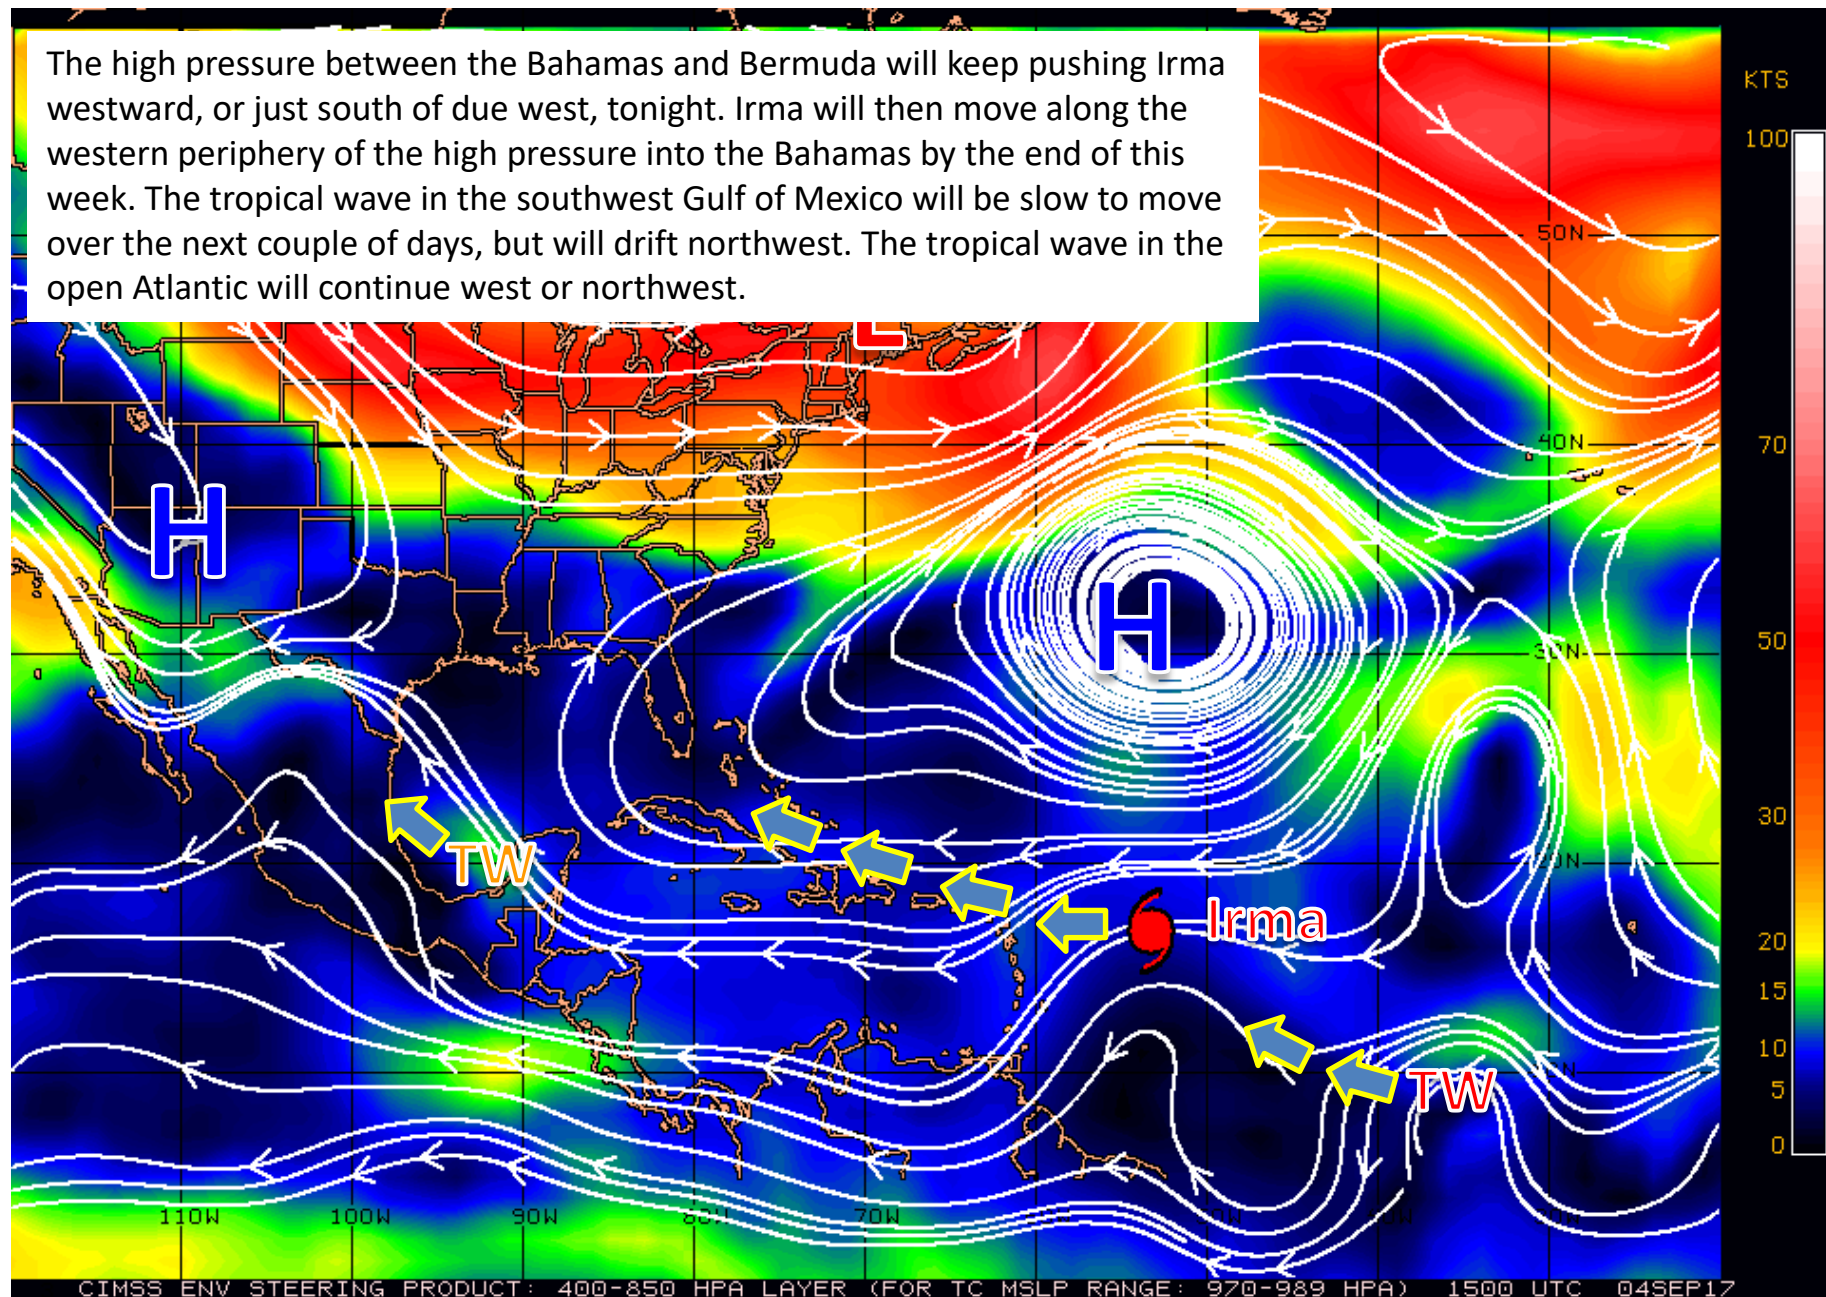 The high pressure between the Bahamas and Bermuda will keep pushing Irma
westward, or just south of due west, tonight. Irma will then move along the
western periphery of the high pressure into the Bahamas by the end of this
week. The tropical wave in the southwest Gulf of Mexico will be slow to move
over the next couple of days, but will drift northwest. The tropical wave in the
open Atlantic will continue west or northwest.
KTS
100
50N
L
40N
70
H
H
50
30N
30
TW
20N
Irma
20
15
10
TW
5
0
110W 100W 90W 80W 70W
CIMSS ENV STEERING PRODUCT: 400-850 HPA LAYER (FOR TC MSLP RANGE: 970-989 HPA) 1500 UTC 04SEP17